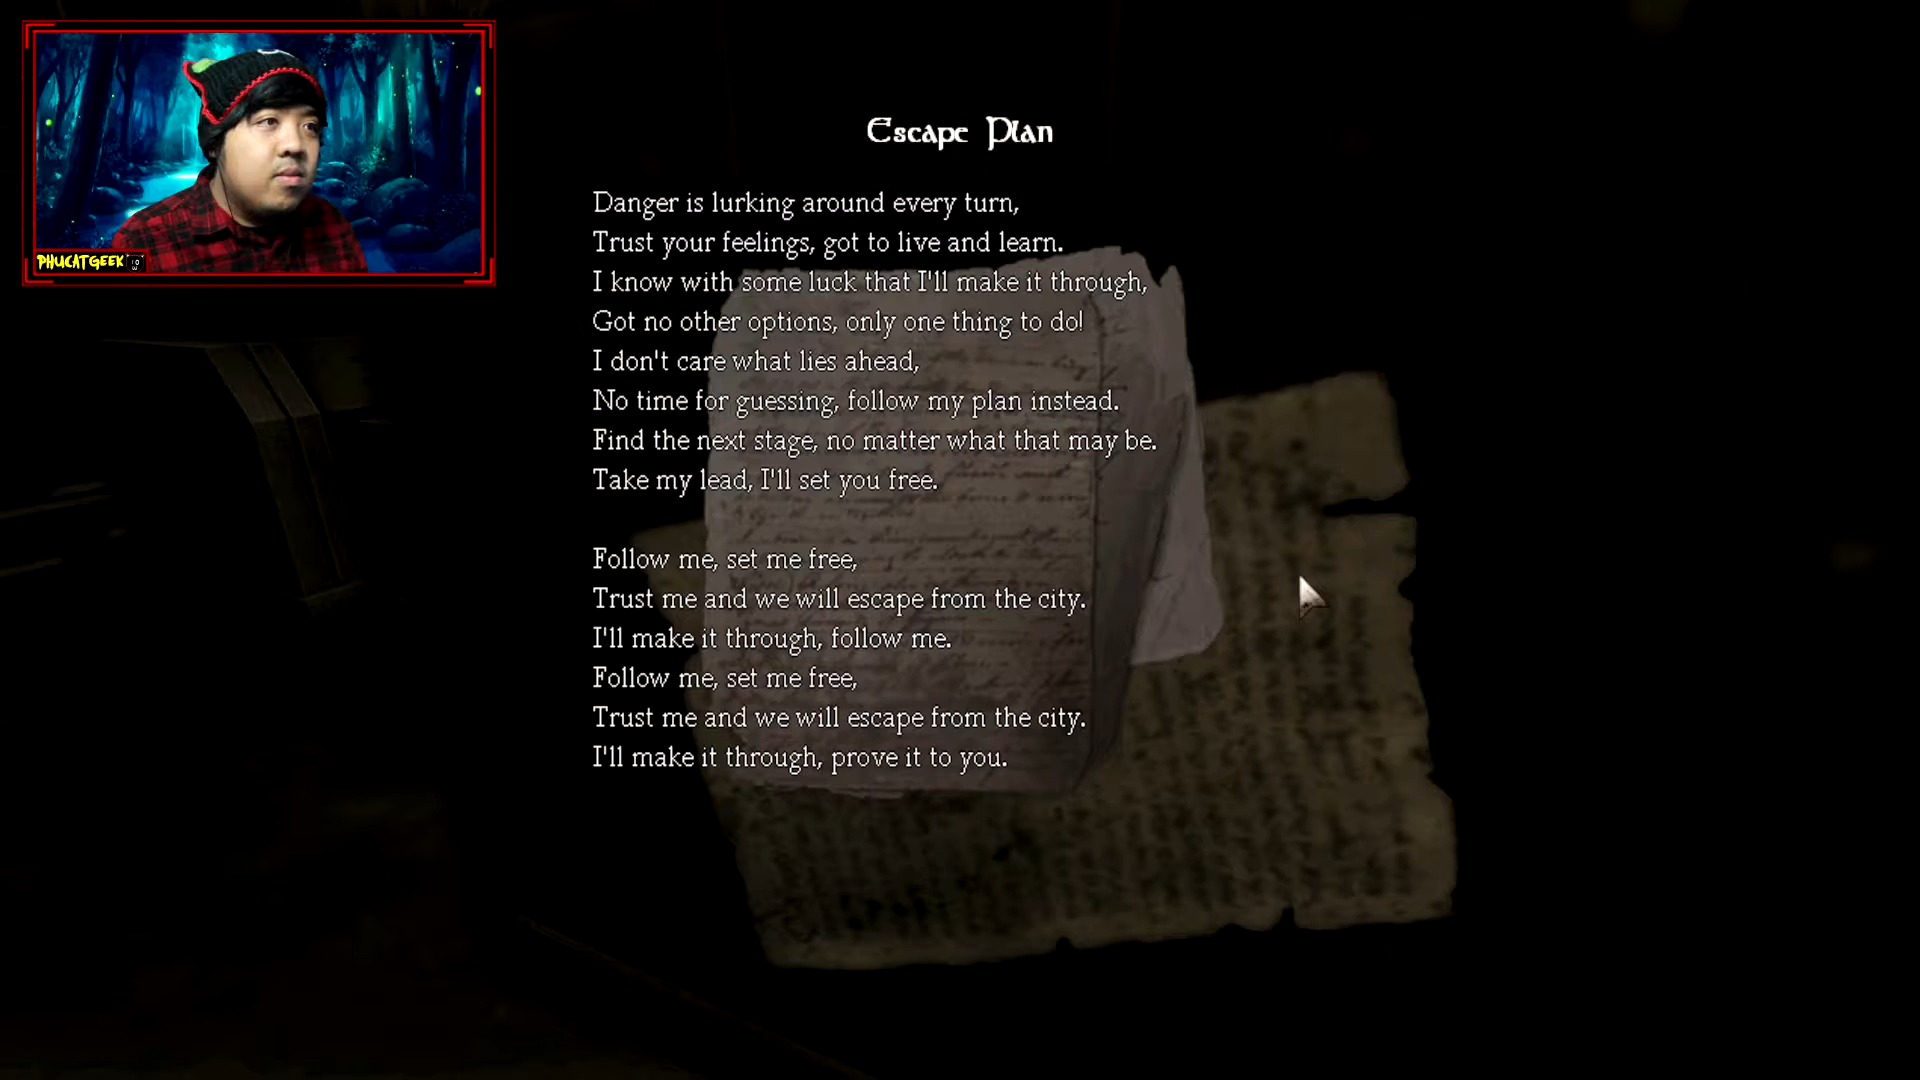 PHUCATGEEK
Escape Plan
Danger is lurking around every turn,
Trust your feelings, got to live and learn.
I know with some luck that I'll make it through,
Got no other options, only one thing to do!
I don't care what lies ahead,
No time for guessing, follow my plan instead.
Find the next stage, no matter what that may be.
Take my lead, I'll set you free.
Follow me, set me free,
Trust me and we will escape from the city.
I'll make it through, follow me.
Follow me, set me free,
Trust me and we will escape from the city.
I'll make it through, prove it to you.